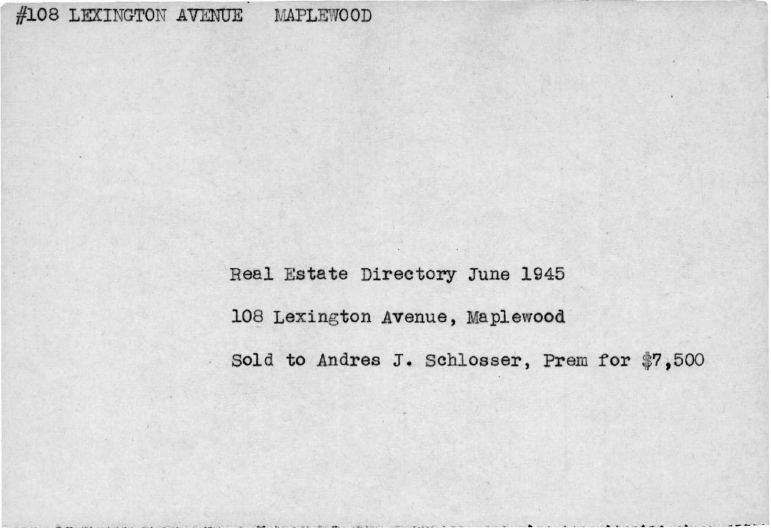 #108 LEXINGTON AVENUE MAPLEWOOD
Real Estate Directory June 1945
108 Lexington Avenue, Maplewood
Sold to Andres J. Schlosser, Prem for $7,500